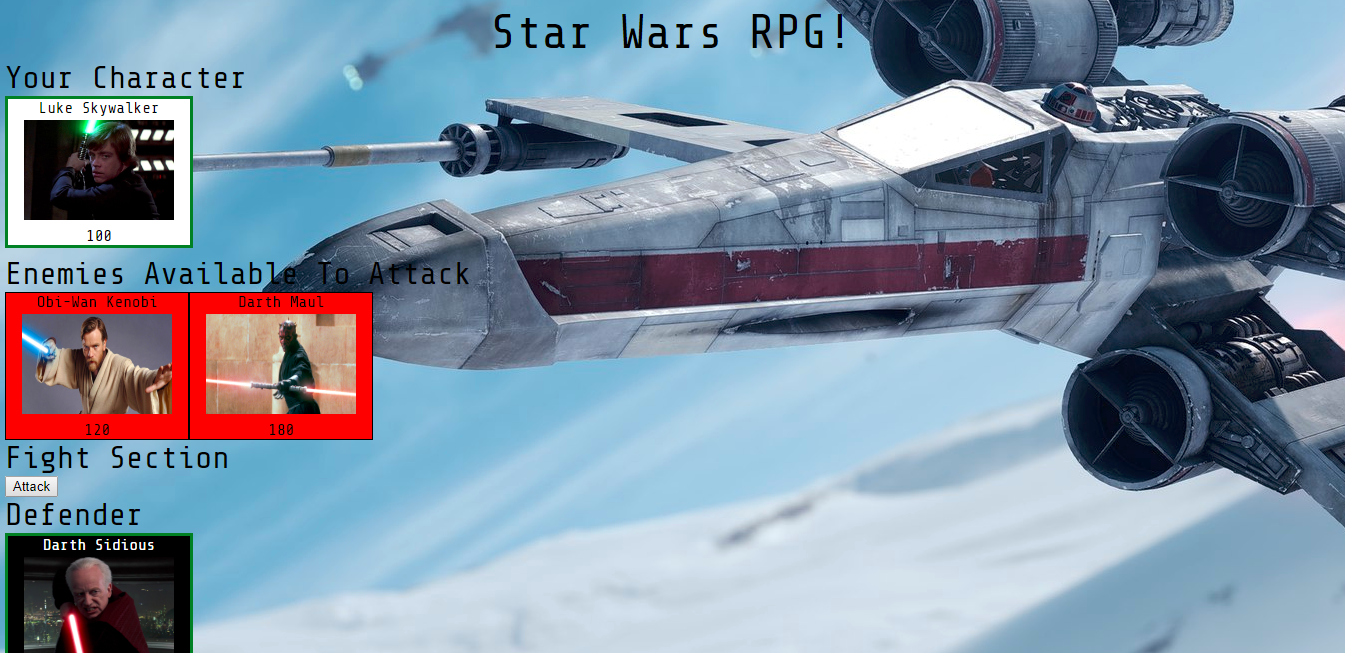 Star Wars RPG!
Your Character
Luke Skywalker
100
Enemies Available To Attack
Obi-Wan Kenobi
Darth Maul
120
180
Fight Section
Attack
Defender
Darth Sidious